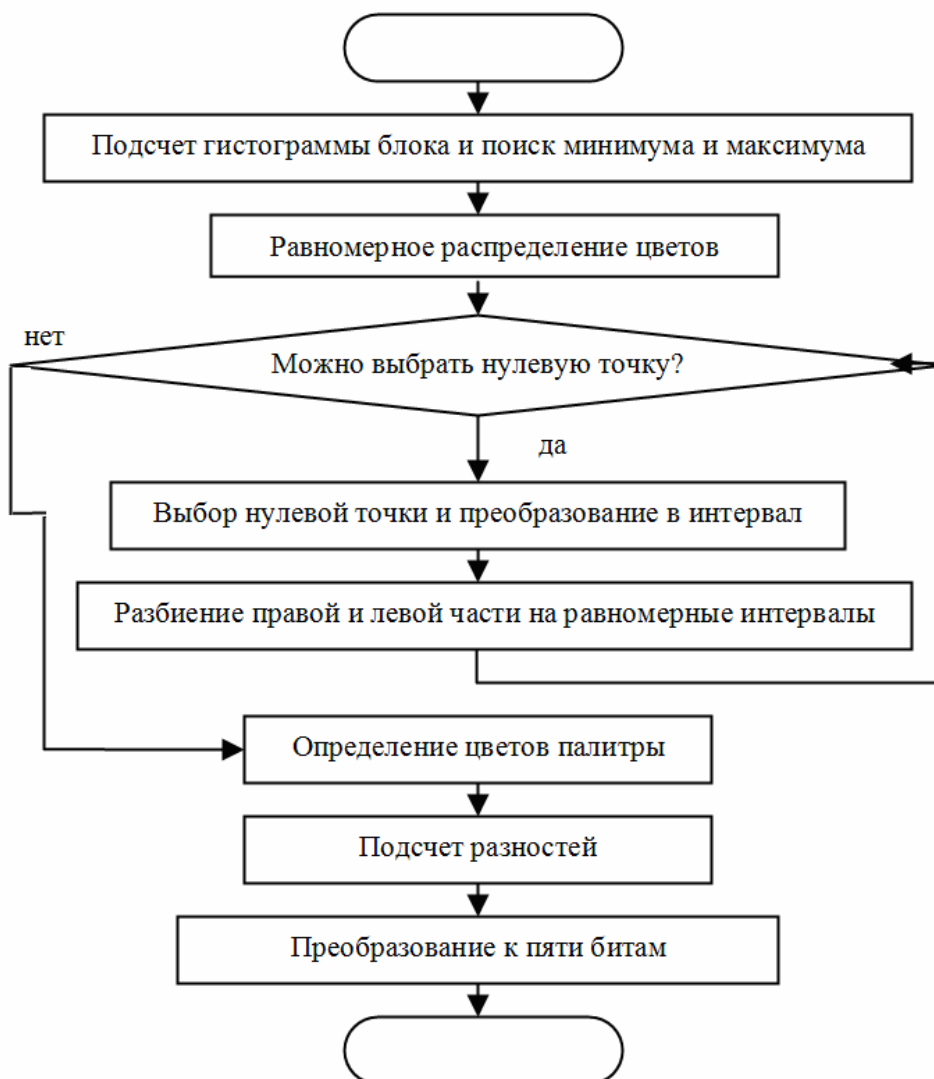 Подсчет гистограммы блока и поиск минимума и максимума
Равномерное распределение цветов
нет
Можно выбрать нулевую точку?
да
Выбор нулевой точки и преобразование в интервал
Разбиение правой и левой части на равномерные интервалы
Определение цветов палитры
Подсчет разностей
Преобразование к пяти битам